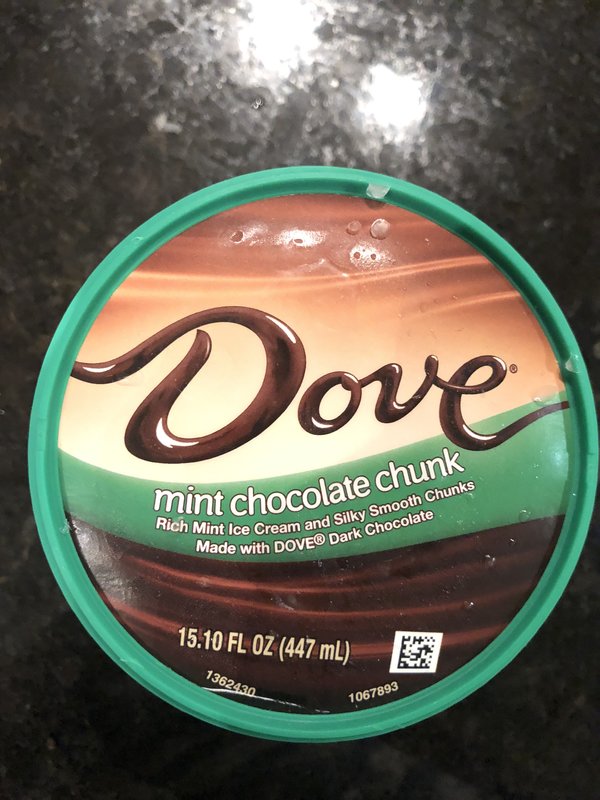 Dove®
mint chocolate chunk
Rich Mint Ice Cream and Silky Smooth Chunks
Made with DOVE® Dark Chocolate
15.10 FL OZ (447 mL)
1362430
1067893